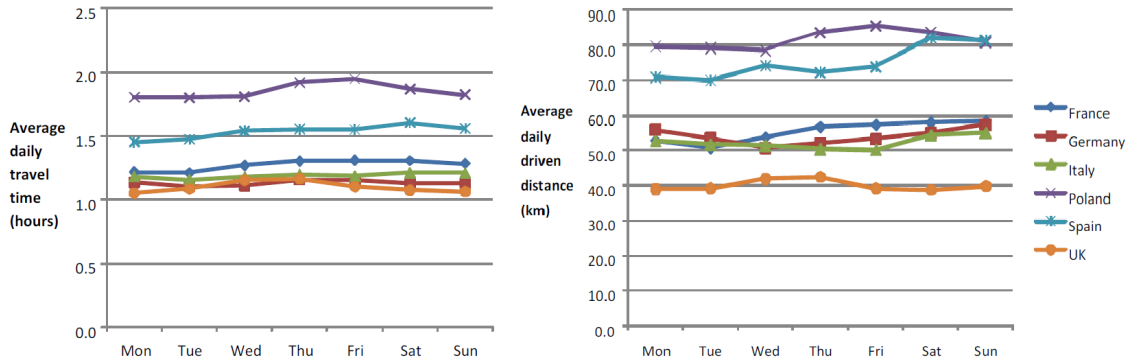 2.5
2.0
1.5
1.0
0.5
0.0
Average
daily
travel
time
(hours)
Mon Tue Wed Thu Fri Sat Sun
90.0
80.0
70.0
60.0
50.0
40.0
30.0
20.0
10.0
0.0
Average
daily
driven
distance
(km)
Mon Tue Wed Thu Fri Sat Sun
France
Germany
Italy
Poland
Spain
UK